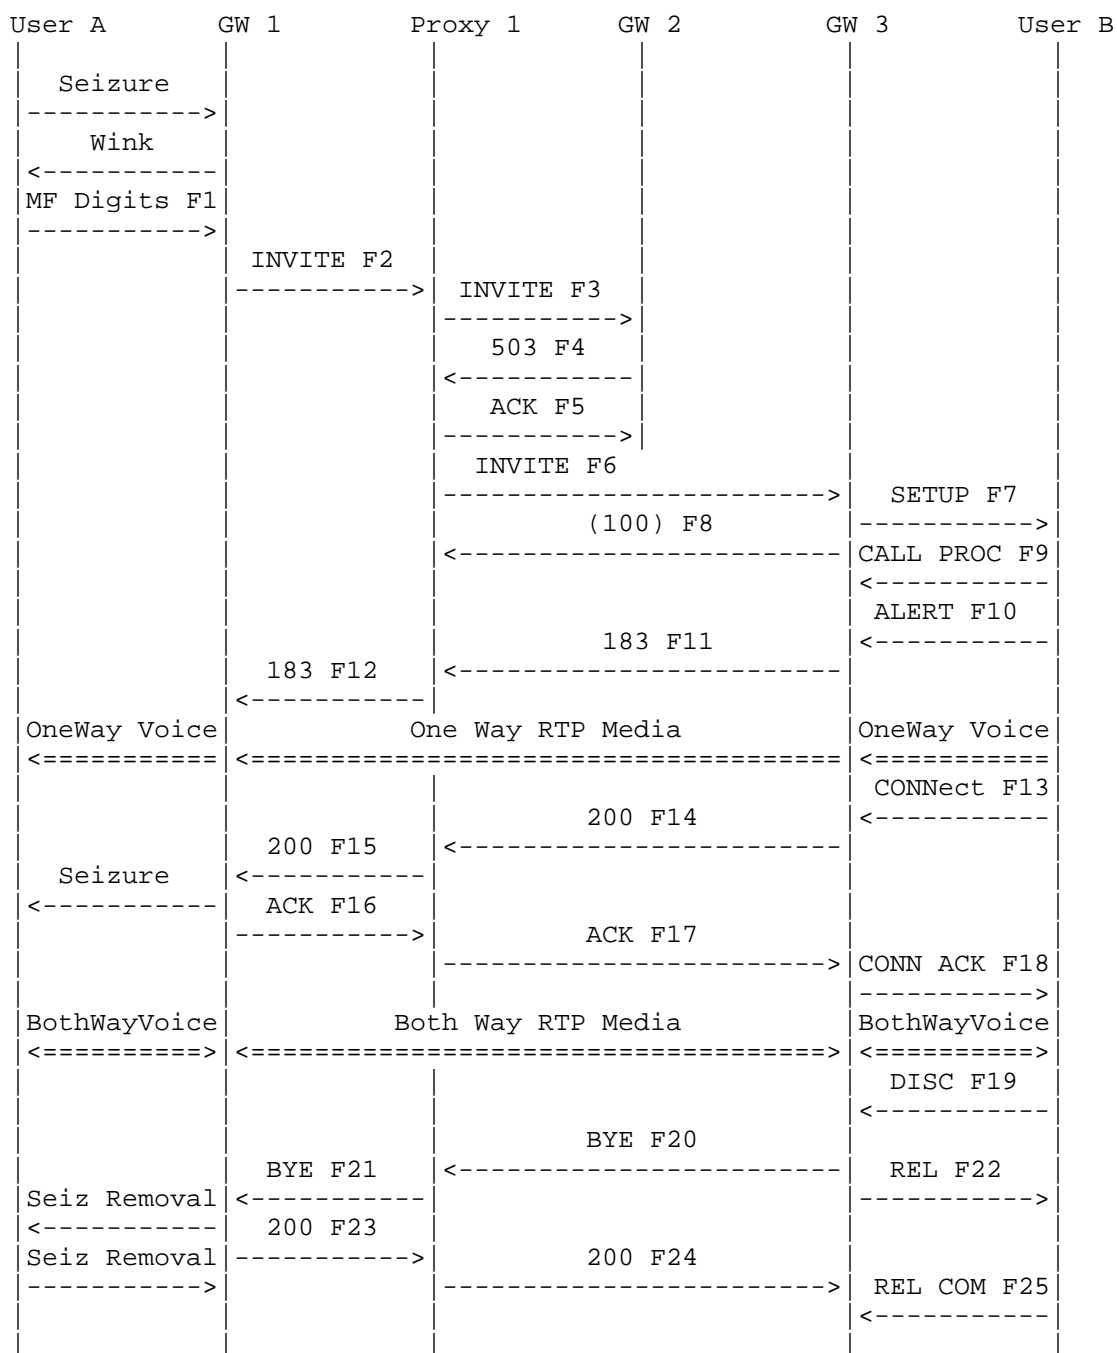 User A GW 1 Proxy 1 GW 2 GW 3 User B
Seizure
Wink
MF Digits F1
INVITE F2
INVITE F3
503 F4
ACK F5
INVITE F6
SETUP F7
(100) F8
CALL PROC F9
ALERT F10
183 F11
183 F12
OneWay Voice One Way RTP Media OneWay Voice
CONNect F13
200 F14
200 F15
Seizure
ACK F16
ACK F17
CONN ACK F18
BothWayVoice Both Way RTP Media BothWayVoice
DISC F19
BYE F20
BYE F21 REL F22
Seiz Removal
200 F23
Seiz Removal 200 F24
REL COM F25